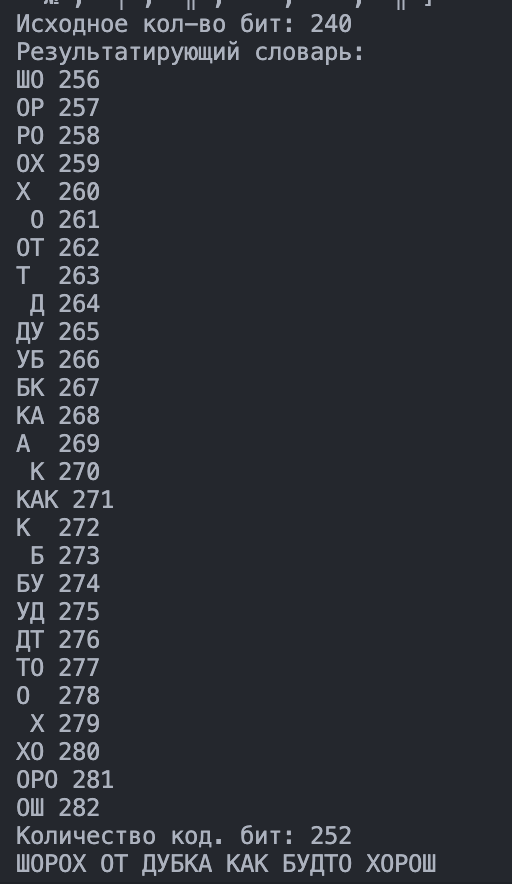 Исходное кол-во бит: 240
Результатирующий словарь:
ШО 256
ОР 257
РО 258
ОХ 259
Х  260
 О 261
ОТ 262
Т  263
 Д 264
ДУ 265
УБ 266
БК 267
КА 268
А  269
 К 270
КАК 271
К  272
 Б 273
БУ 274
УД 275
ДТ 276
ТО 277
О  278
 Х 279
ХО 280
ОРО 281
ОШ 282
Количество код. бит: 252
ШОРОХ ОТ ДУБКА КАК БУДТО ХОРОШ